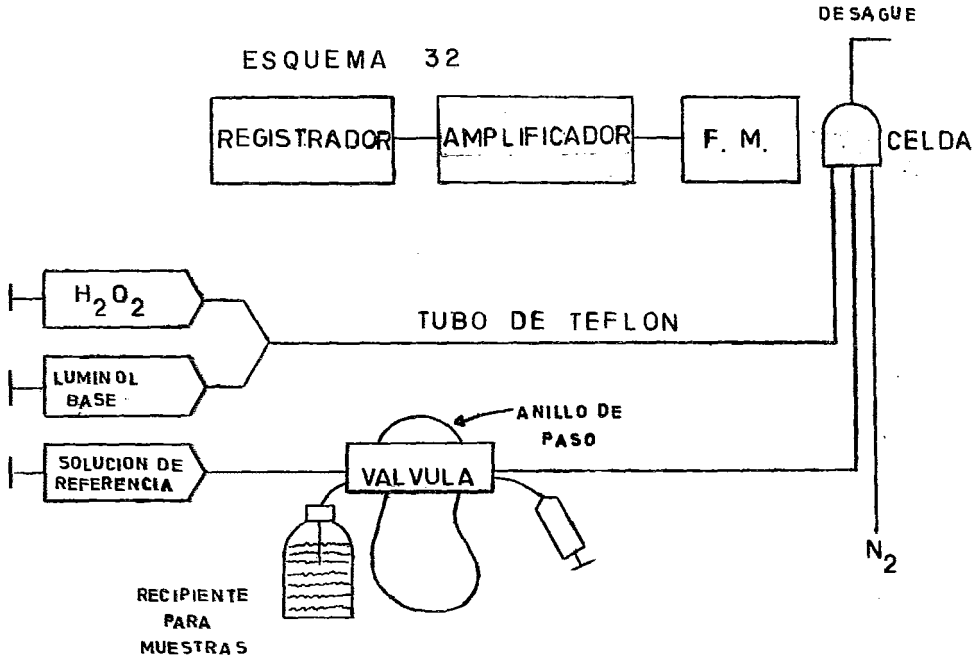 DESAGUE
ESQUEMA 32
REGISTRADOR
AMPLIFICADOR
F. M.
CELDA
H2O2
TUBO DE TEFLON
LUMINOL
BASE
ANILLO DE
PASO
SOLUCION DE
REFERENCIA
VALVULA
N2
RECIPIENTE
PARA
MUESTRAS